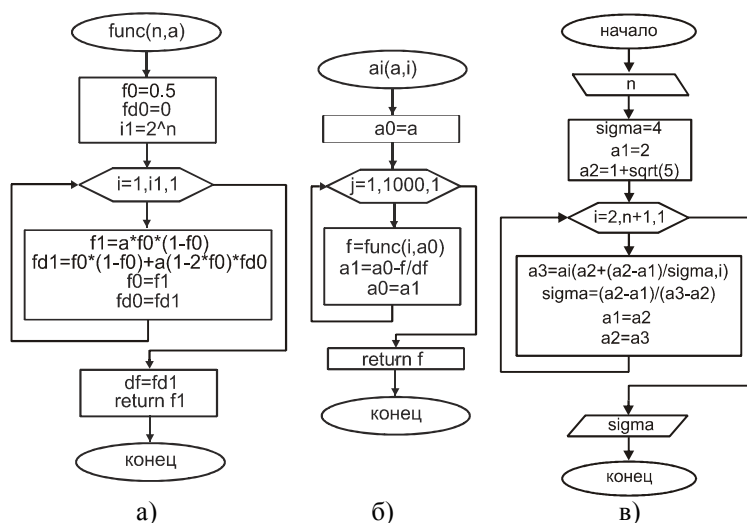 func(n,a)
f0=0.5
fd0=0
i1=2^n
i=1,i1,1
f1=a*f0*(1-f0)
fd1=f0*(1-f0)+a(1-2*f0)*fd0
f0=f1
fd0=fd1
df=fd1
return f1
конец
а)
ai(a,i)
a0=a
j=1,1000,1
f=func(i,a0)
a1=a0-f/df
a0=a1
return f
конец
б)
начало
n
sigma=4
a1=2
a2=1+sqrt(5)
i=2,n+1,1
a3=ai(a2+(a2-a1)/sigma,i)
sigma=(a2-a1)/(a3-a2)
a1=a2
a2=a3
sigma
конец
в)